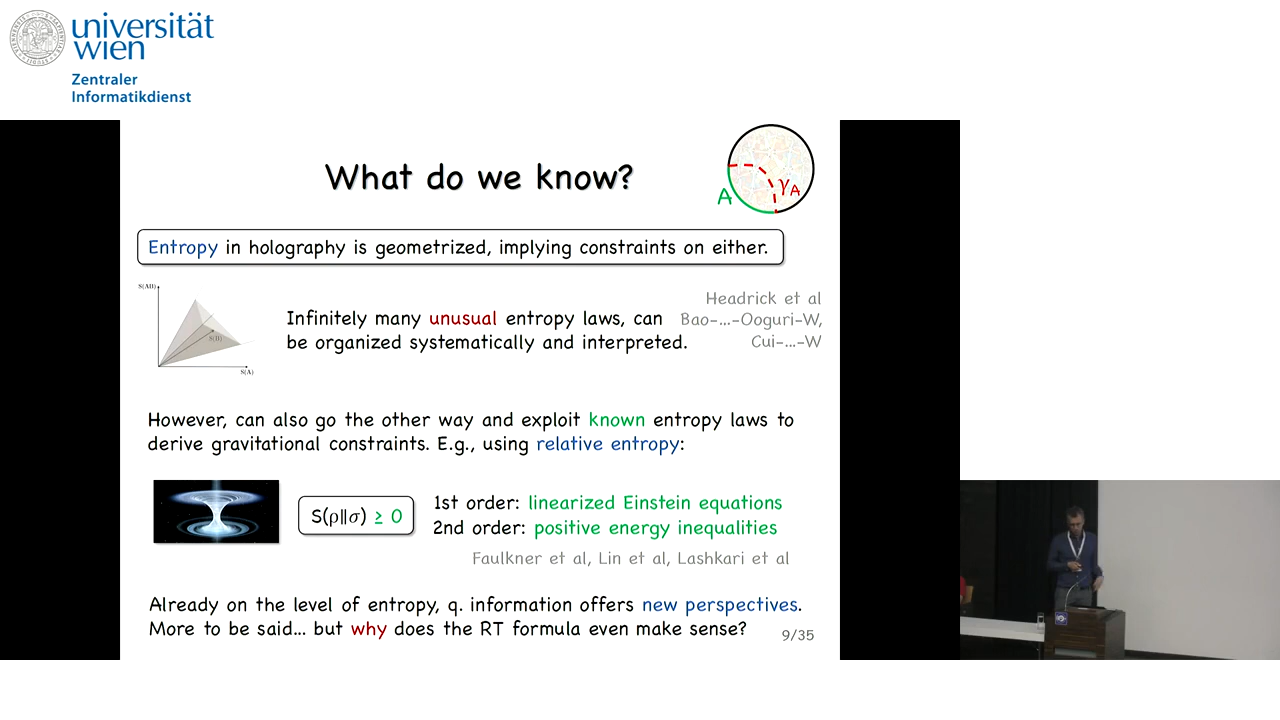 universität
wien
Zentraler
Informatikdienst
What do we know?
A
γA
Entropy in holography is geometrized, implying constraints on either.
S(AB)
S(B)
S(A)
Infinitely many unusual entropy laws, can
be organized systematically and interpreted.
Headrick et al
Bao-...-Ooguri-W,
Cui-...-W
However, can also go the other way and exploit known entropy laws to
derive gravitational constraints. E.g., using relative entropy:
S(ρ‖σ) ≥ 0
1st order: linearized Einstein equations
2nd order: positive energy inequalities
Faulkner et al, Lin et al, Lashkari et al
Already on the level of entropy, q. information offers new perspectives.
More to be said... but why does the RT formula even make sense?
9/35